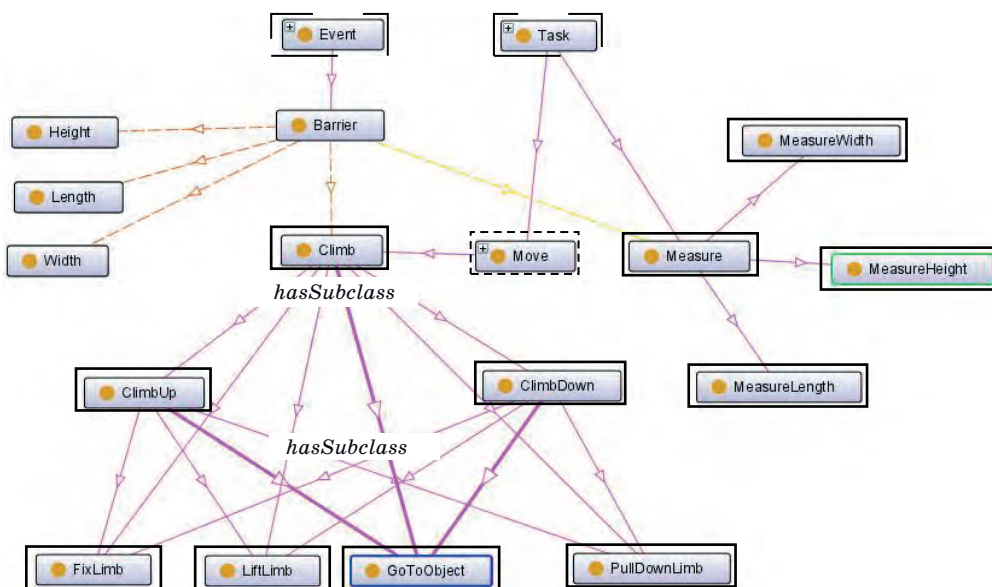 Event
Task
Height
Barrier
MeasureWidth
Length
Width
Climb
Move
Measure
MeasureHeight
hasSubclass
ClimbUp
ClimbDown
MeasureLength
hasSubclass
FixLimb
LiftLimb
GoToObject
PullDownLimb